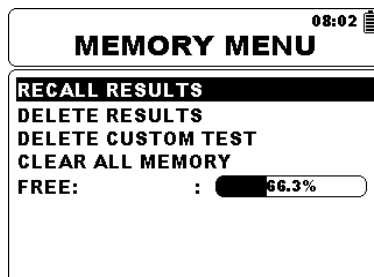 08:02
MEMORY MENU
RECALL RESULTS
DELETE RESULTS
DELETE CUSTOM TEST
CLEAR ALL MEMORY
FREE: : 66.3%